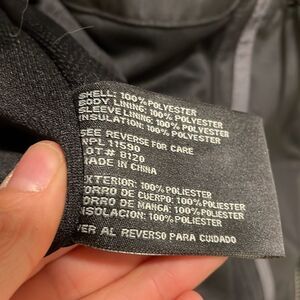 SHELL: 100% POLYESTER
BODY LINING: 100% POLYESTER
SLEEVE LINING: 100% POLYESTER
INSULATION: 100% POLYESTER
SEE REVERSE FOR CARE
NPL 11590
LOT# 8120
MADE IN CHINA
EXTERIOR: 100% POLIESTER
FORRO DE CUERPO: 100% POLIESTER
FORRO DE MANGA: 100% POLIESTER
INSOLACION: 100% POLIESTER
VER AL REVERSO PARA CUIDADO